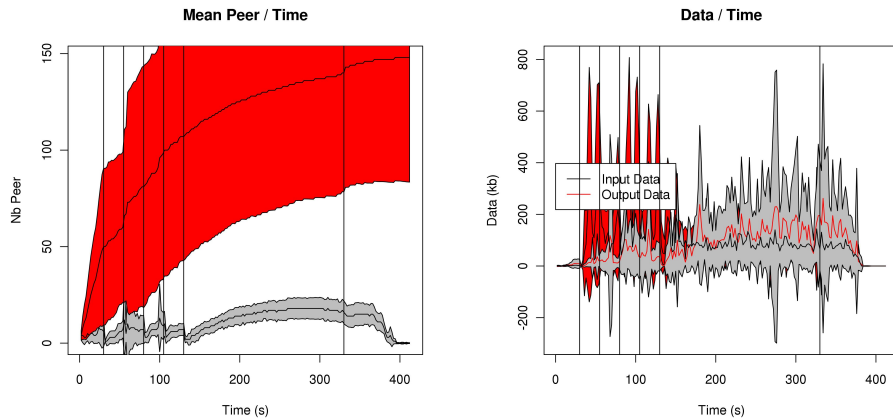 Mean Peer / Time
Nb Peer
150
100
50
0
0 100 200 300 400
Time (s)
Data / Time
Data (kb)
800
600
400
200
0
200
Input Data
Output Data
0 100 200 300 400
Time (s)